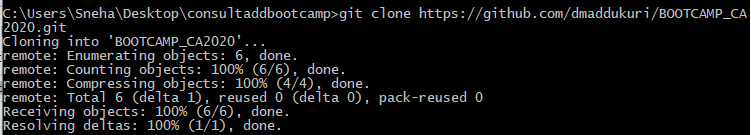 C:\Users\Sneha\Desktop\consultaddbootcamp>git clone https://github.com/dmaddukuri/BOOTCAMP_CA
2020.git
Cloning into 'BOOTCAMP_CA2020'...
remote: Enumerating objects: 6, done.
remote: Counting objects: 100% (6/6), done.
remote: Compressing objects: 100% (4/4), done.
remote: Total 6 (delta 1), reused 0 (delta 0), pack-reused 0
Receiving objects: 100% (6/6), done.
Resolving deltas: 100% (1/1), done.